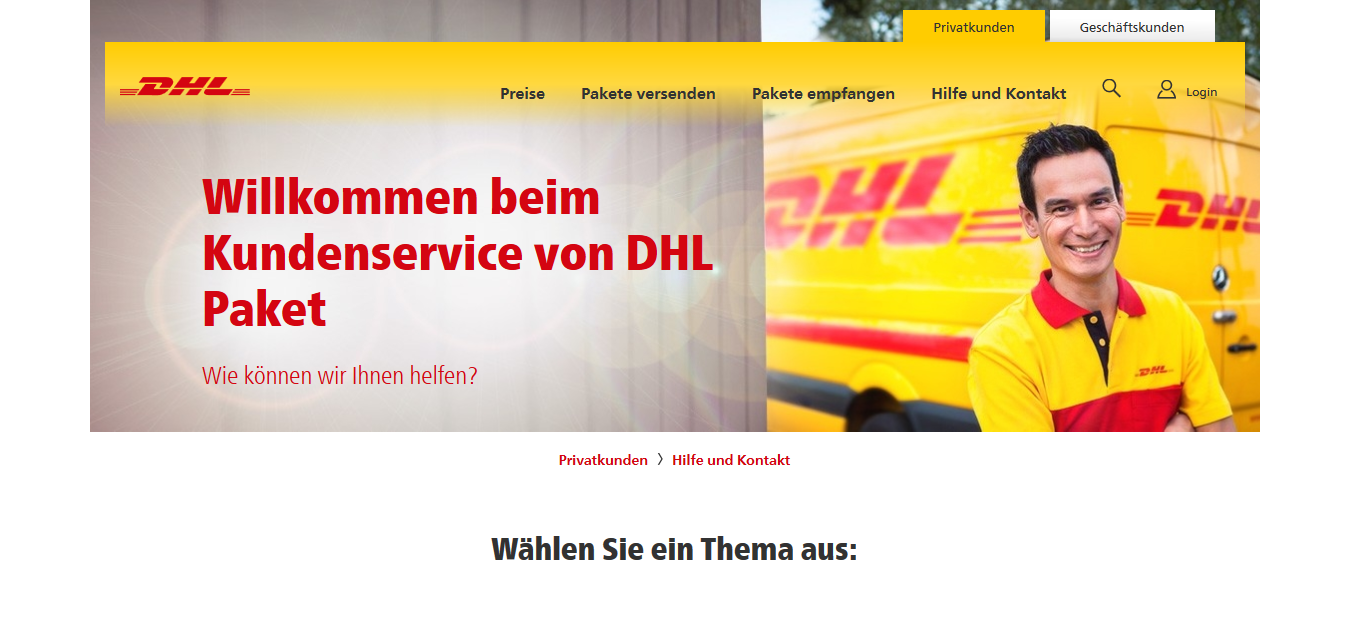 Privatkunden
Geschäftskunden
DHL
Preise
Pakete versenden
Pakete empfangen
Hilfe und Kontakt
Login
Willkommen beim
Kundenservice von DHL
Paket
Wie können wir Ihnen helfen?
DHL
DHL
DHL
Privatkunden > Hilfe und Kontakt
Wählen Sie ein Thema aus: